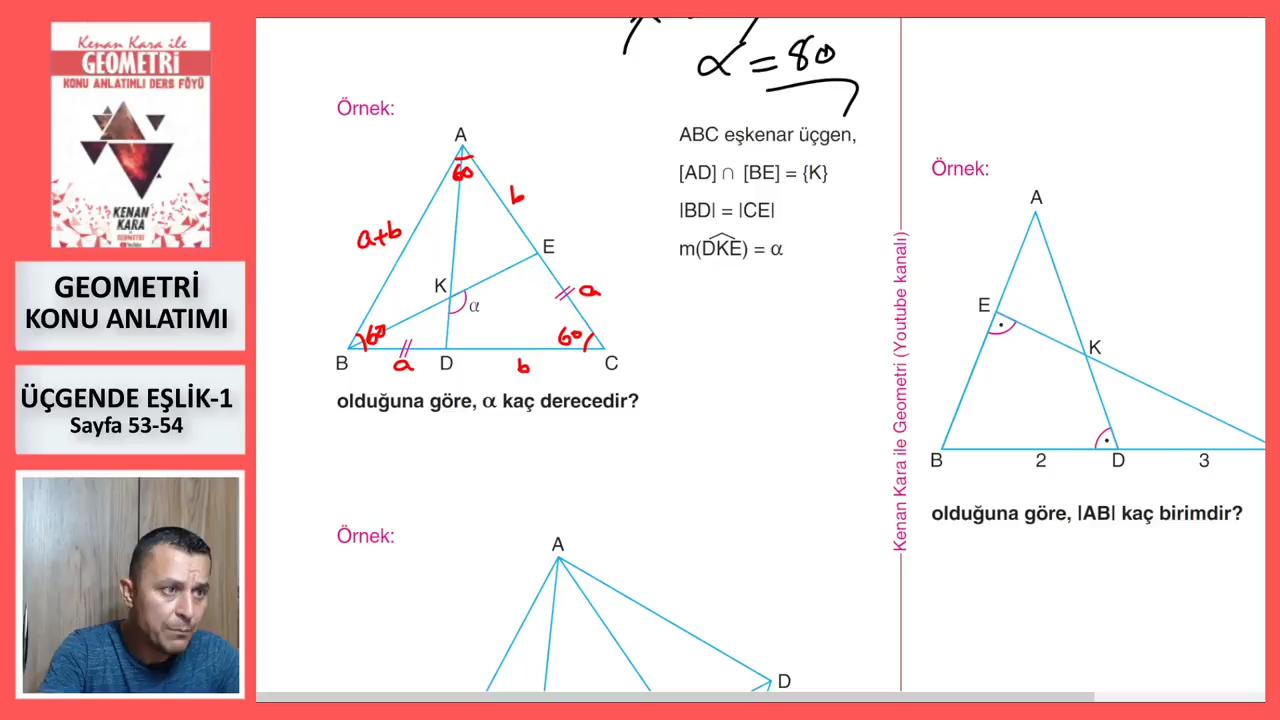 Kenan Kara ile
GEOMETRİ
KONU ANLATIMLI DERS FÖYÜ
KENAN
KARA
GEOMETRİ
KONU ANLATIMI
ÜÇGENDE EŞLİK-1
Sayfa 53-54
α = 80
Örnek:
A
60
b
a+b
E
K
α
a
60
60
B
a
D
b
C
ABC eşkenar üçgen,
[AD] ∩ [BE] = {K}
|BD| = |CE|
m(DKE) = α
olduğuna göre, α kaç derecedir?
Örnek:
A
D
Kenan Kara ile Geometri (Youtube kanalı)
Örnek:
A
E
K
B
2
D
3
olduğuna göre, |AB| kaç birimdir?